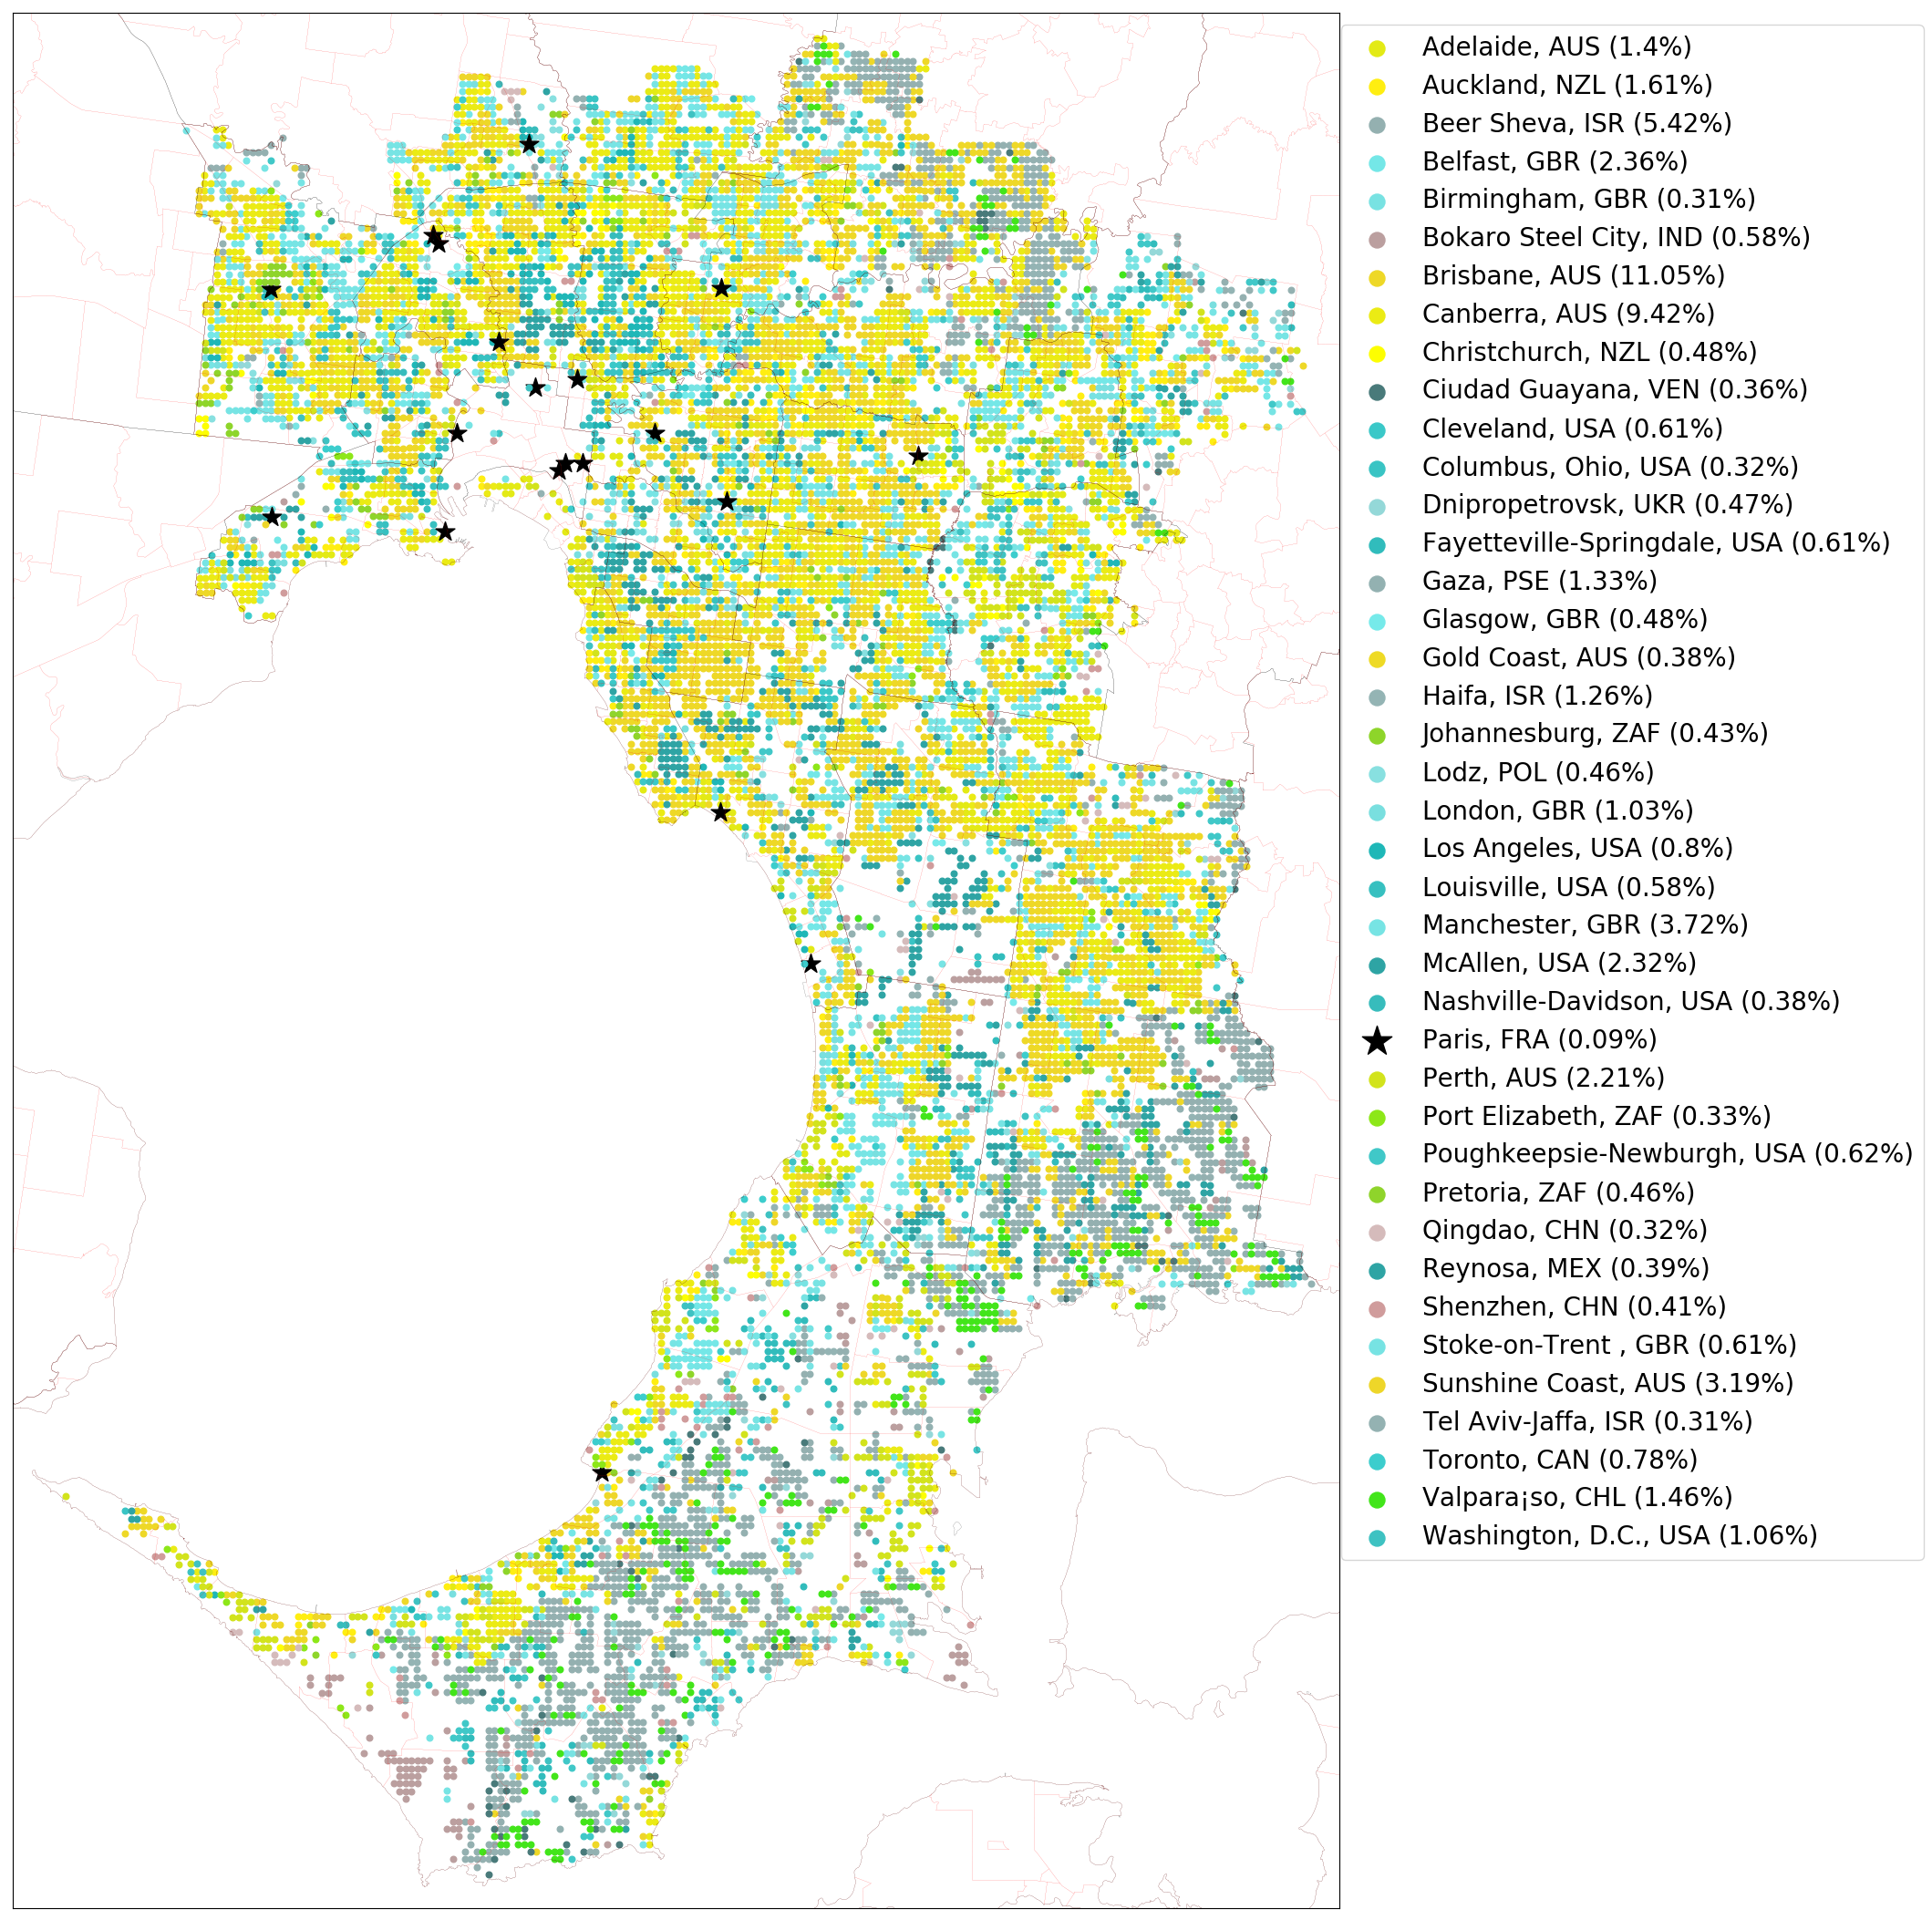 Adelaide, AUS (1.4%)
Auckland, NZL (1.61%)
Beer Sheva, ISR (5.42%)
Belfast, GBR (2.36%)
Birmingham, GBR (0.31%)
Bokaro Steel City, IND (0.58%)
Brisbane, AUS (11.05%)
Canberra, AUS (9.42%)
Christchurch, NZL (0.48%)
Ciudad Guayana, VEN (0.36%)
Cleveland, USA (0.61%)
Columbus, Ohio, USA (0.32%)
Dnipropetrovsk, UKR (0.47%)
Fayetteville-Springdale, USA (0.61%)
Gaza, PSE (1.33%)
Glasgow, GBR (0.48%)
Gold Coast, AUS (0.38%)
Haifa, ISR (1.26%)
Johannesburg, ZAF (0.43%)
Lodz, POL (0.46%)
London, GBR (1.03%)
Los Angeles, USA (0.8%)
Louisville, USA (0.58%)
Manchester, GBR (3.72%)
McAllen, USA (2.32%)
Nashville-Davidson, USA (0.38%)
Paris, FRA (0.09%)
Perth, AUS (2.21%)
Port Elizabeth, ZAF (0.33%)
Poughkeepsie-Newburgh, USA (0.62%)
Pretoria, ZAF (0.46%)
Qingdao, CHN (0.32%)
Reynosa, MEX (0.39%)
Shenzhen, CHN (0.41%)
Stoke-on-Trent , GBR (0.61%)
Sunshine Coast, AUS (3.19%)
Tel Aviv-Jaffa, ISR (0.31%)
Toronto, CAN (0.78%)
Valpara¡so, CHL (1.46%)
Washington, D.C., USA (1.06%)